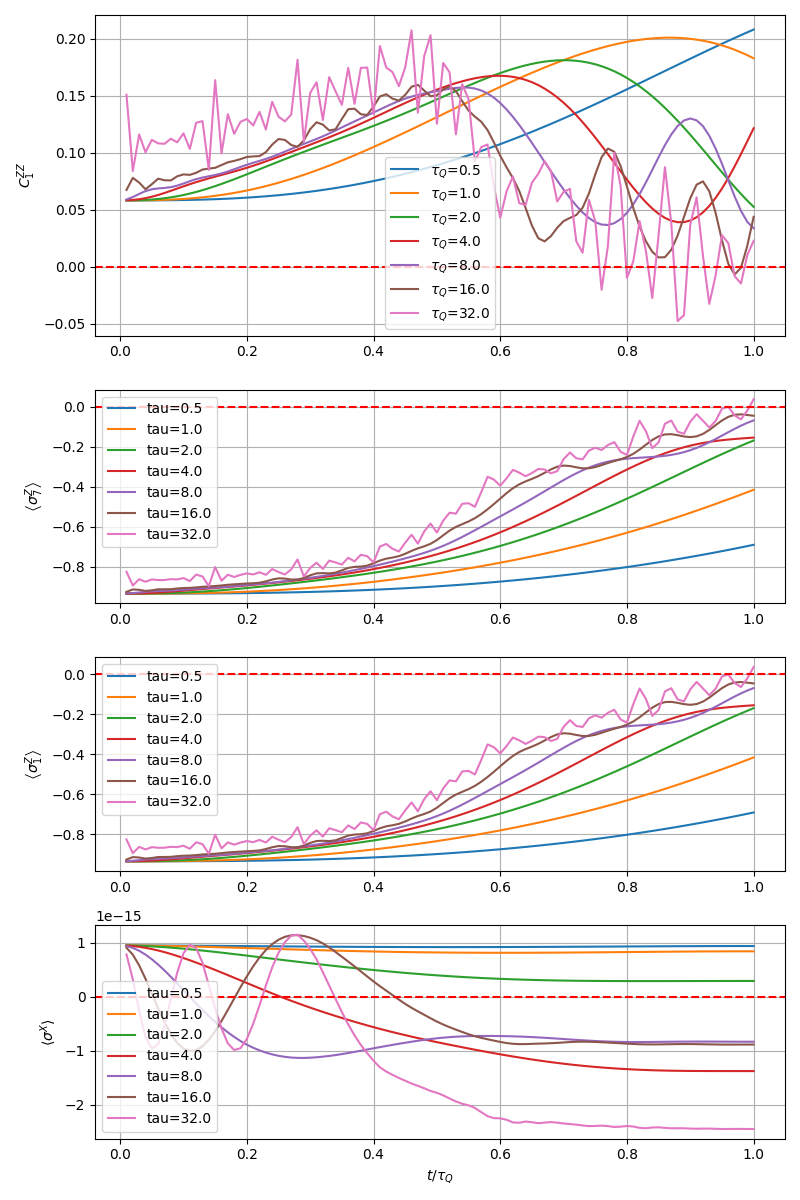 0.20
0.15
0.10
0.05
0.00
−0.05
C₁ᶻᶻ
τ_Q=0.5
τ_Q=1.0
τ_Q=2.0
τ_Q=4.0
τ_Q=8.0
τ_Q=16.0
τ_Q=32.0
0.0 0.2 0.4 0.6 0.8 1.0
0.0
−0.2
−0.4
−0.6
−0.8
⟨σ₇ᶻ⟩
tau=0.5
tau=1.0
tau=2.0
tau=4.0
tau=8.0
tau=16.0
tau=32.0
0.0 0.2 0.4 0.6 0.8 1.0
0.0
−0.2
−0.4
−0.6
−0.8
⟨σ₁ᶻ⟩
tau=0.5
tau=1.0
tau=2.0
tau=4.0
tau=8.0
tau=16.0
tau=32.0
0.0 0.2 0.4 0.6 0.8 1.0
1e−15
1
0
−1
−2
⟨σˣ⟩
tau=0.5
tau=1.0
tau=2.0
tau=4.0
tau=8.0
tau=16.0
tau=32.0
0.0 0.2 0.4 0.6 0.8 1.0
t/τ_Q